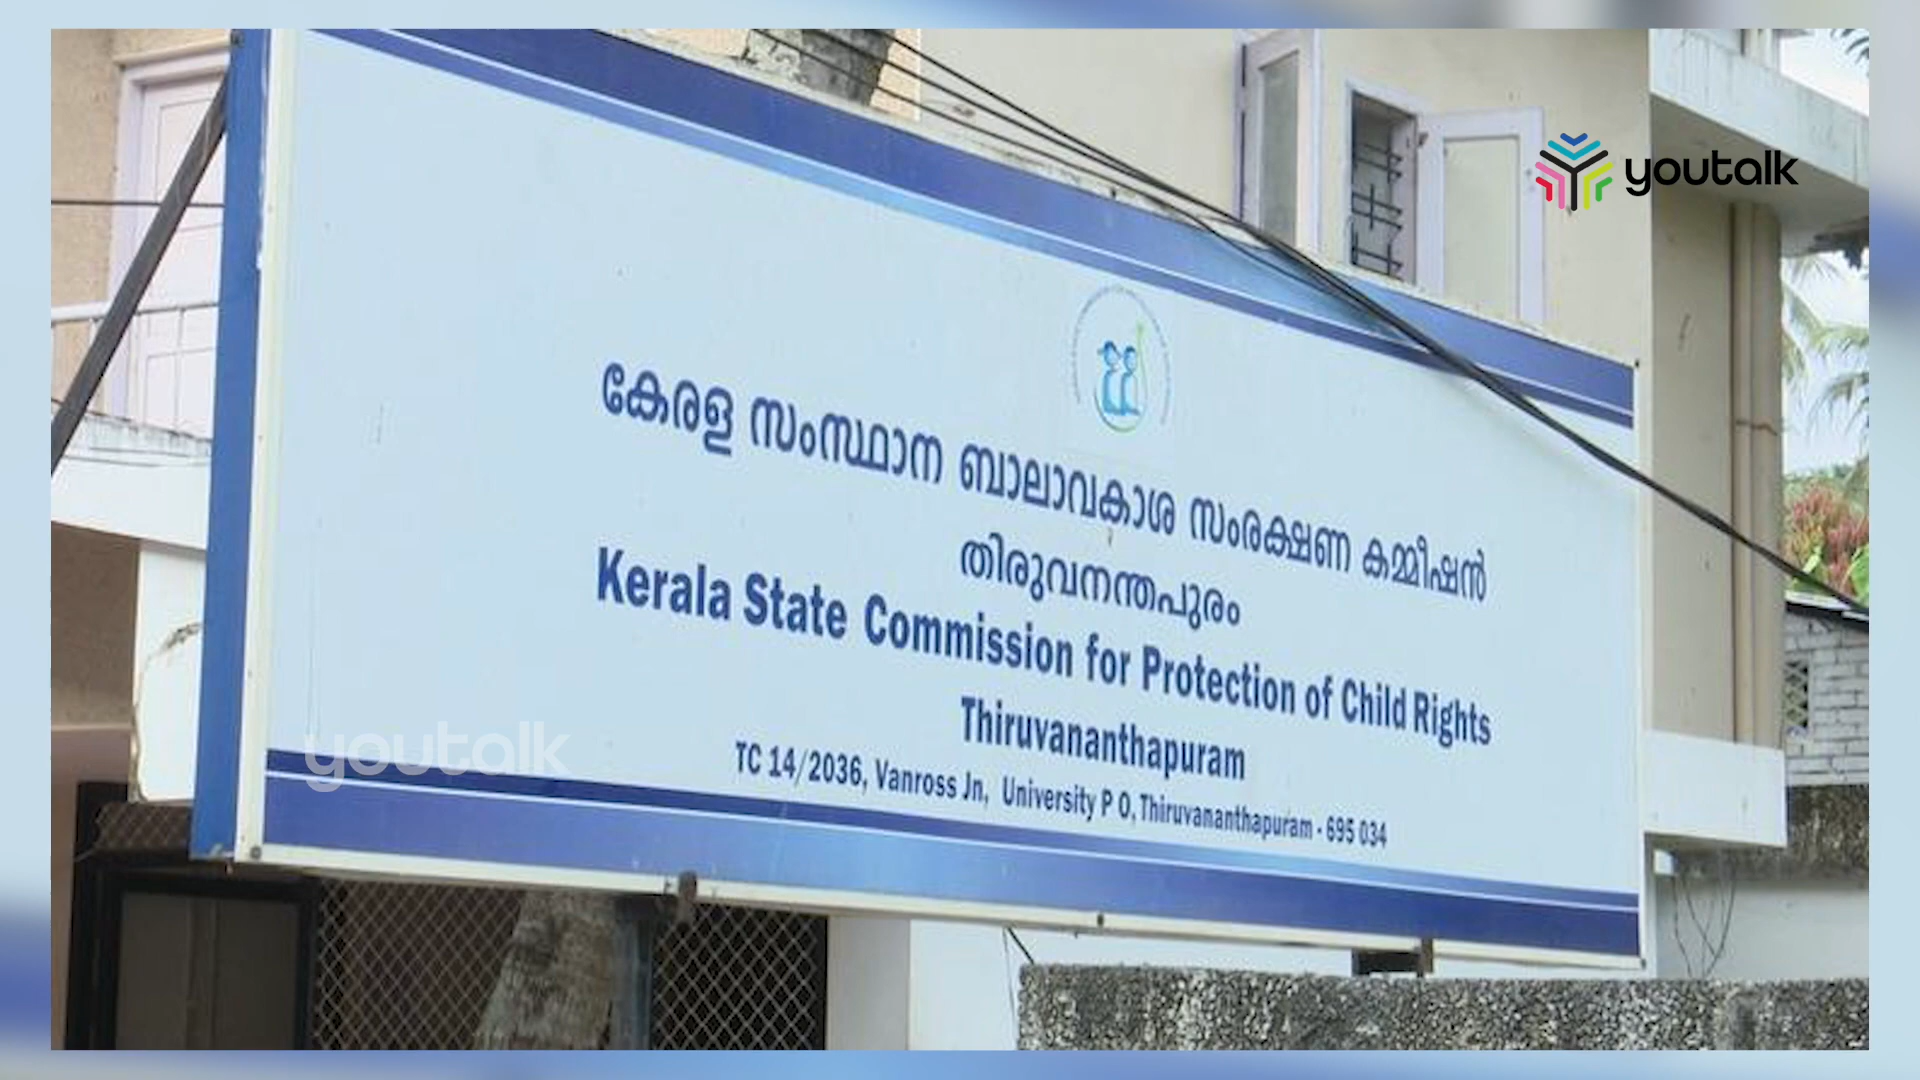 youtalk
കേരള സംസ്ഥാന ബാലാവകാശ സംരക്ഷണ കമ്മീഷൻ
തിരുവനന്തപുരം
Kerala State Commission for Protection of Child Rights
Thiruvananthapuram
TC 14/2036, Vanross Jn, University P O, Thiruvananthapuram - 695 034
youtalk